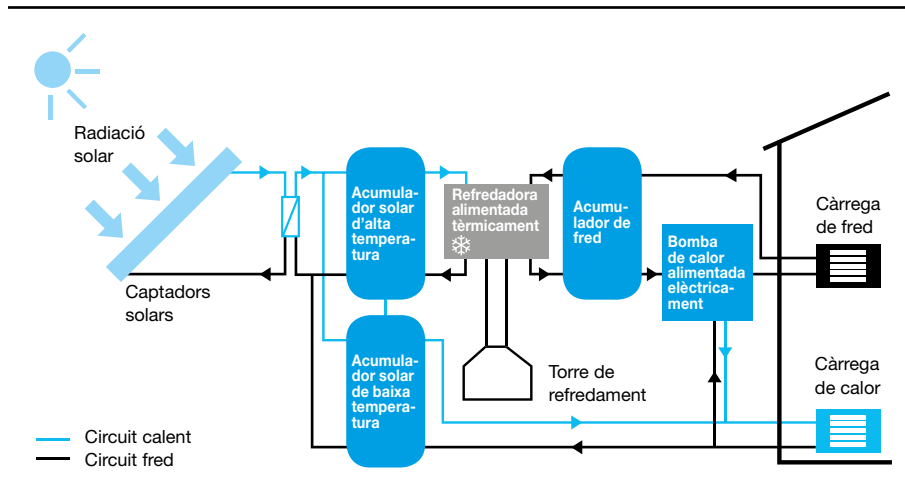 Radiació
solar
Captadors
solars
Acumula-
dor solar
d'alta
tempera-
tura
Refredadora
alimentada
tèrmicament
Acumu-
lador de
fred
Bomba
de calor
alimentada
elèctrica-
ment
Càrrega
de fred
Acumula-
dor solar
de baixa
tempera-
tura
Torre de
refredament
Càrrega
de calor
Circuit calent
Circuit fred